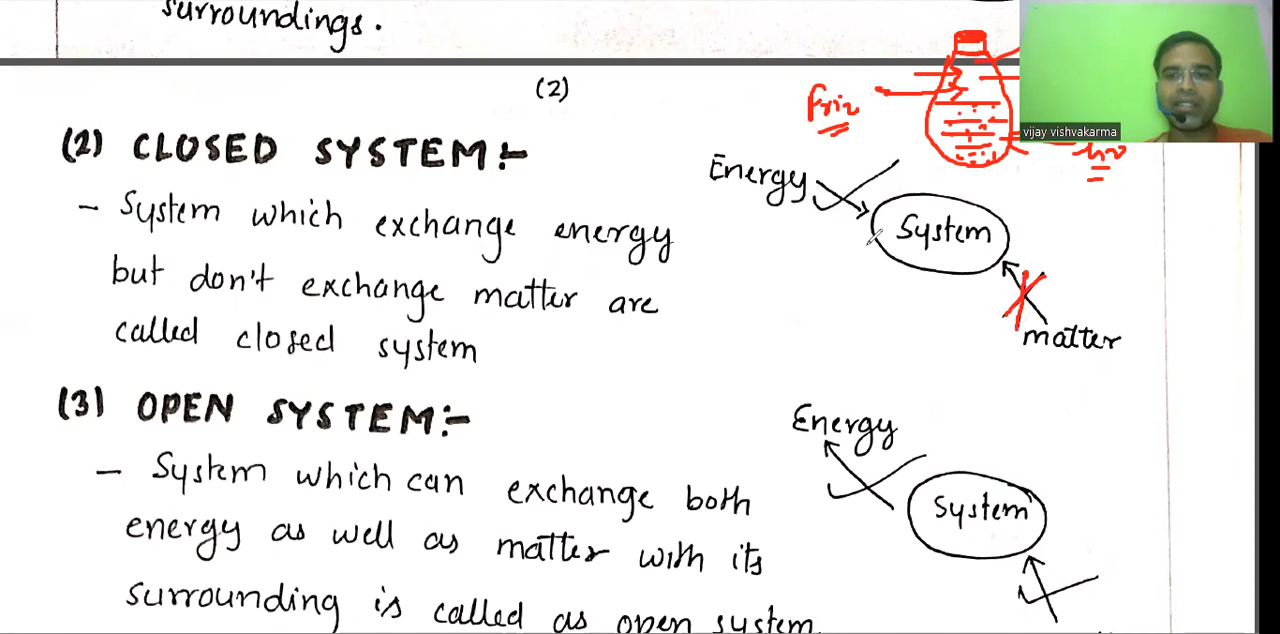 surroundings.
(2)
(2) CLOSED SYSTEM:-
- System which exchange energy
but don't exchange matter are
called closed system
Energy
System
matter
vijay vishvakarma
hv
(3) OPEN SYSTEM:-
- System which can exchange both
energy as well as matter with its
surrounding is called as open system.
Energy
System